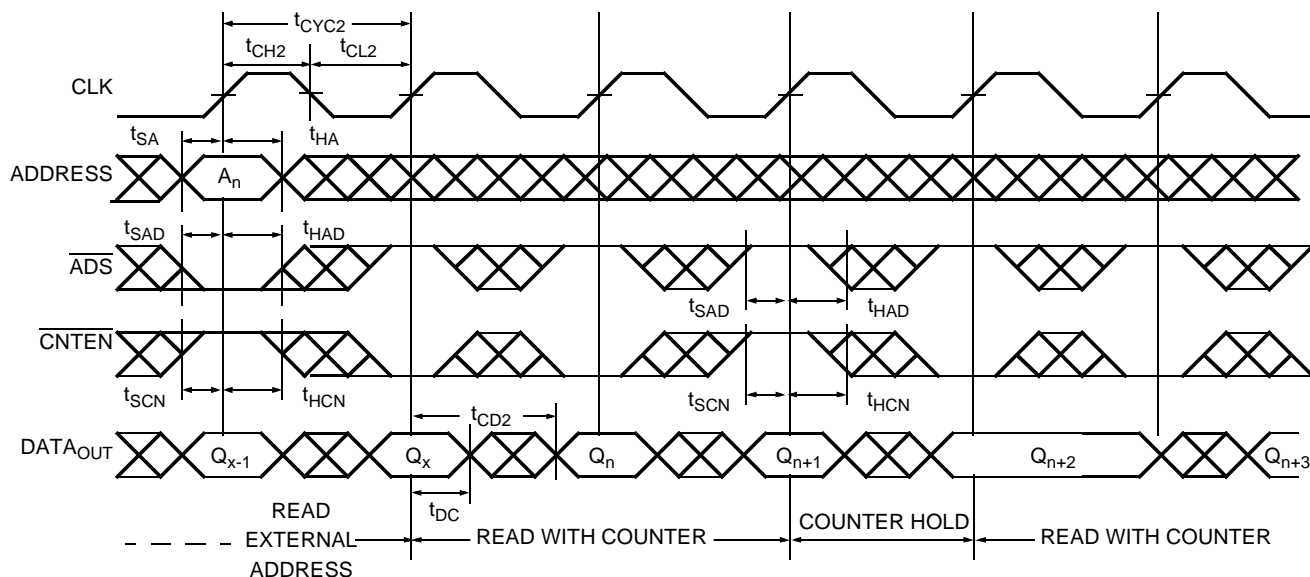 tCYC2
tCH2 tCL2
CLK
tSA tHA
ADDRESS An
tSAD tHAD
ADS
tSAD tHAD
CNTEN
tSCN tHCN tSCN tHCN
tCD2
DATAOUT Qx-1 Qx Qn Qn+1 Qn+2 Qn+3
tDC
READ EXTERNAL ADDRESS
READ WITH COUNTER
COUNTER HOLD
READ WITH COUNTER